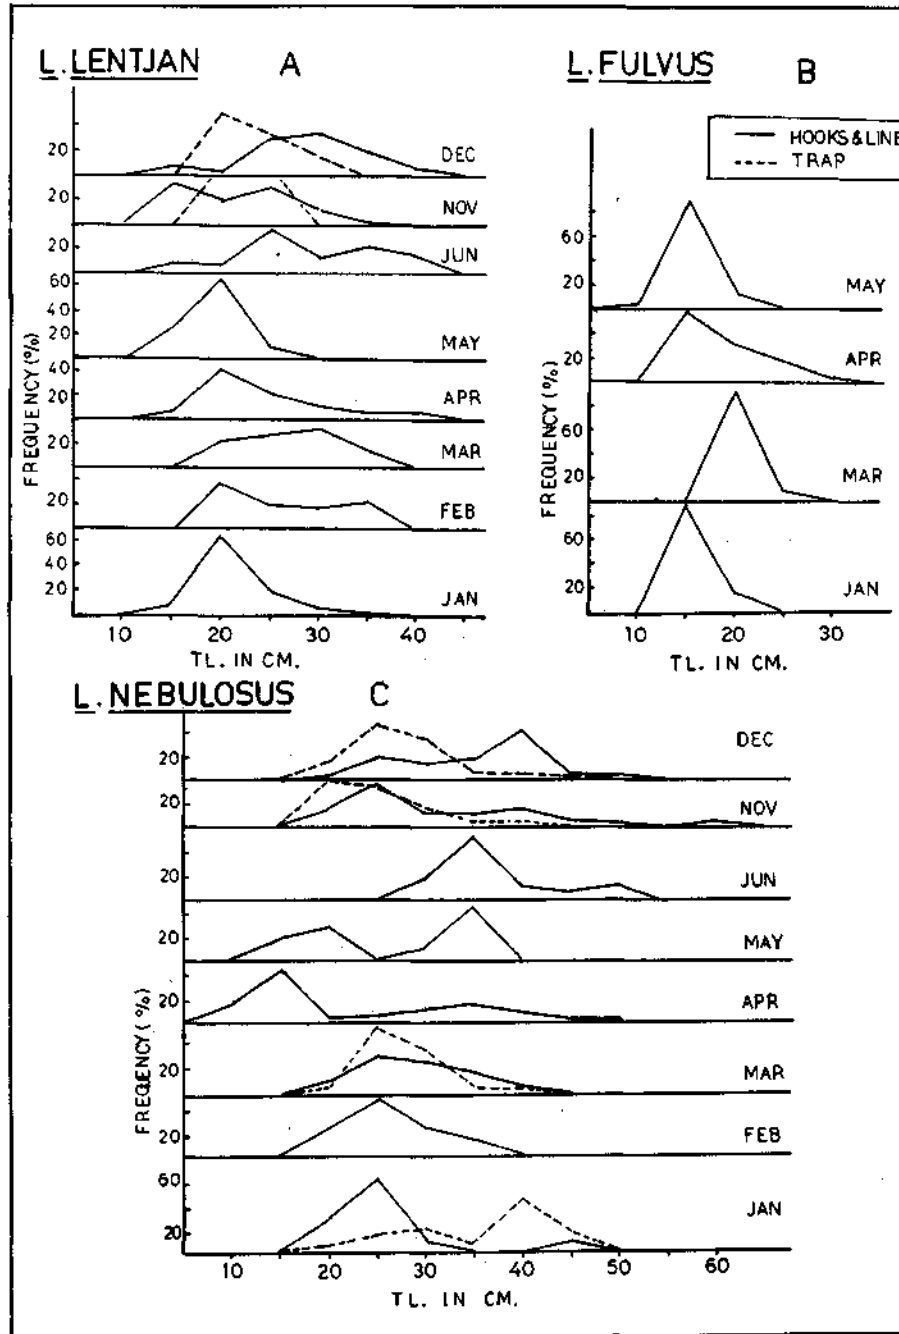 L. LENTJAN A
20 DEC
20 NOV
20 JUN
60
40
20 MAY
40
20 APR
20 MAR
20 FEB
60
40
20 JAN
FREQUENCY (%)
10 20 30 40
TL. IN CM.
L. FULVUS B
HOOKS & LINE
TRAP
60
20 MAY
20 APR
60
20 MAR
60
20 JAN
FREQUENCY (%)
10 20 30
TL. IN CM.
L. NEBULOSUS C
20 DEC
20 NOV
20 JUN
20 MAY
20 APR
20 MAR
20 FEB
60
20 JAN
FREQUENCY (%)
10 20 30 40 50 60
TL. IN CM.